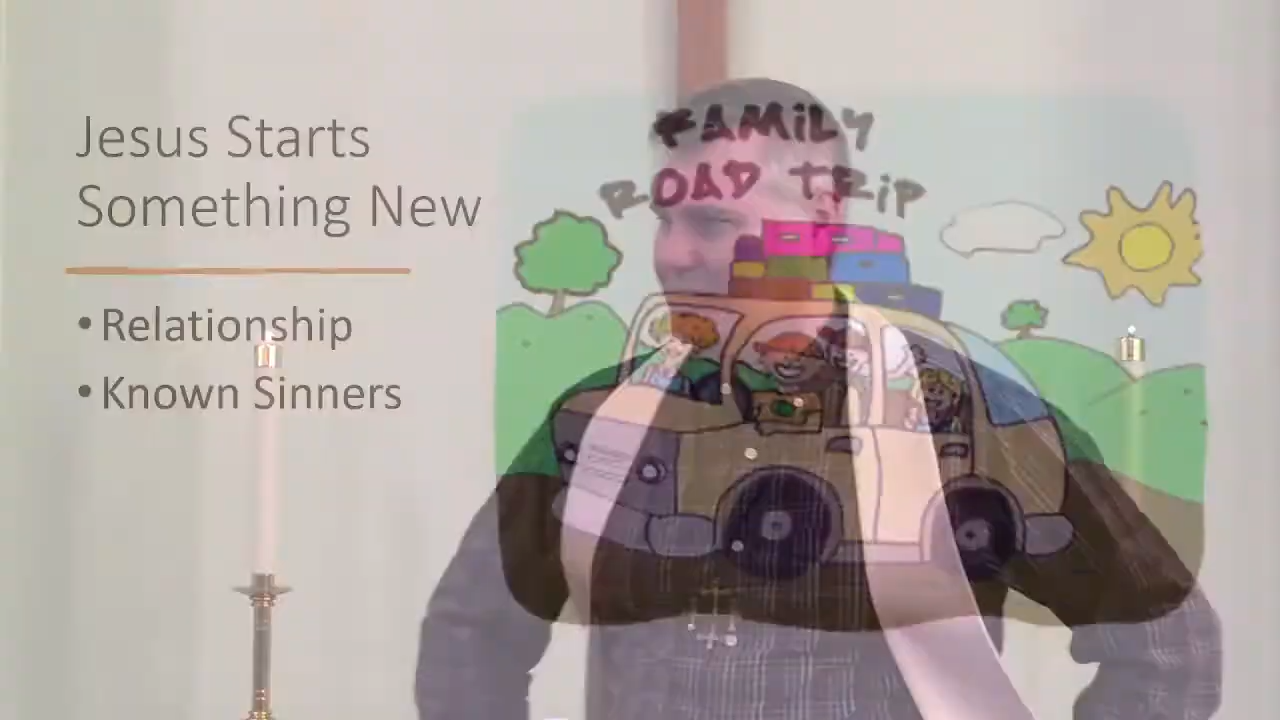 Jesus Starts
Something New
• Relationship
• Known Sinners
FAMiLY
ROAD TRiP